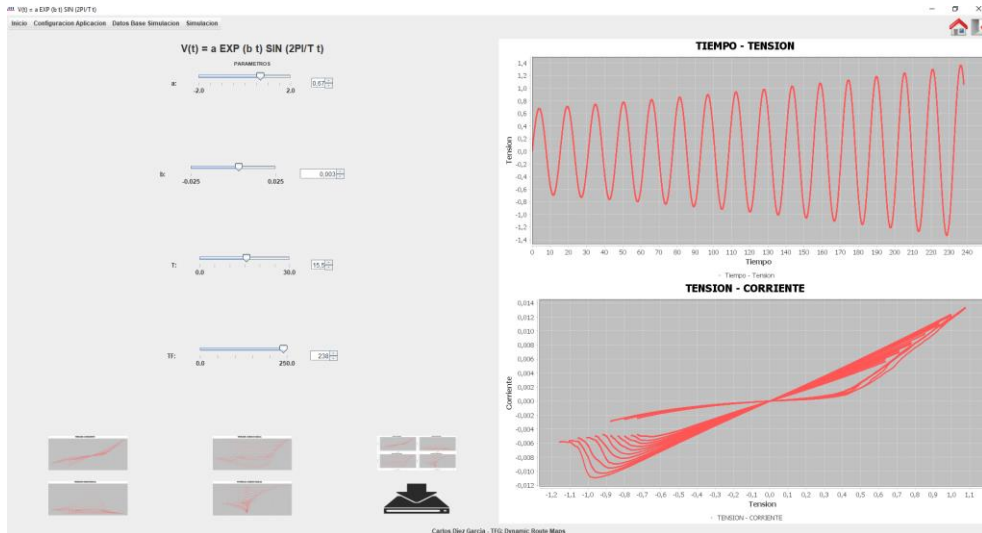 V(t) = a EXP (b t) SIN (2PI/T t)
Inicio Configuracion Aplicacion Datos Base Simulacion Simulacion
V(t) = a EXP (b t) SIN (2PI/T t)
PARAMETROS
a:
-2.0 2.0
0,67
b:
-0.025 0.025
0,003
T:
0.0 30.0
15,5
TF:
0.0 250.0
238
TIEMPO - TENSION
Tension
1,4
1,2
1,0
0,8
0,6
0,4
0,2
0,0
-0,2
-0,4
-0,6
-0,8
-1,0
-1,2
-1,4
0 10 20 30 40 50 60 70 80 90 100 110 120 130 140 150 160 170 180 190 200 210 220 230 240
Tiempo
Tiempo - Tension
TENSION - CORRIENTE
Corriente
0,014
0,012
0,010
0,008
0,006
0,004
0,002
0,000
-0,002
-0,004
-0,006
-0,008
-0,010
-0,012
-1,2 -1,1 -1,0 -0,9 -0,8 -0,7 -0,6 -0,5 -0,4 -0,3 -0,2 -0,1 0,0 0,1 0,2 0,3 0,4 0,5 0,6 0,7 0,8 0,9 1,0 1,1
Tension
TENSION - CORRIENTE
Carlos Diez Garcia - TFG: Dynamic Route Maps